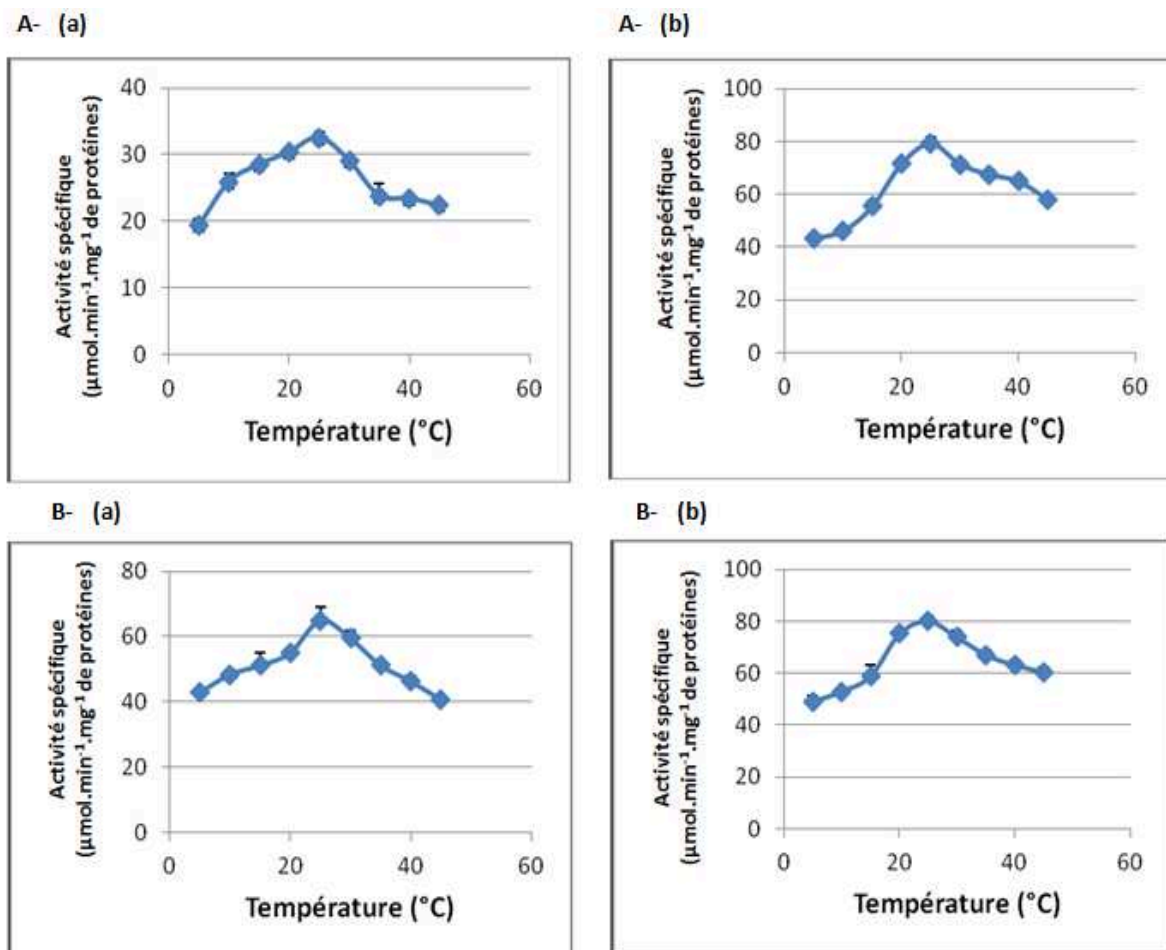 A- (a)
A- (b)
Activité spécifique
(µmol.min⁻¹.mg⁻¹ de protéines)
40
30
20
10
0
0 20 40 60
Température (°C)
Activité spécifique
(µmol.min⁻¹.mg⁻¹ de protéines)
100
80
60
40
20
0
0 20 40 60
Température (°C)
B- (a)
B- (b)
Activité spécifique
(µmol.min⁻¹.mg⁻¹ de protéines)
80
60
40
20
0
0 20 40 60
Température (°C)
Activité spécifique
(µmol.min⁻¹.mg⁻¹ de protéines)
100
80
60
40
20
0
0 20 40 60
Température (°C)